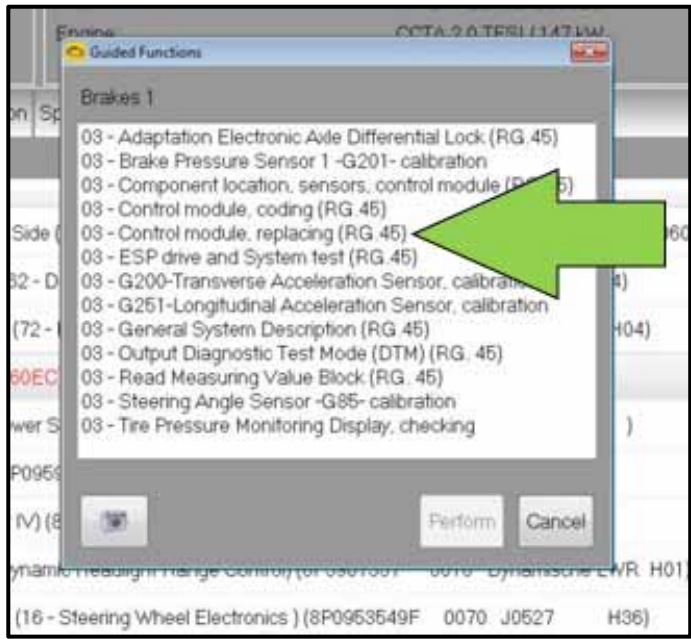 Engine CCTA 2.0 TFSI / 147 kW
Guided Functions
Brakes 1
on Sp
03 - Adaptation Electronic Axle Differential Lock (RG. 45)
03 - Brake Pressure Sensor 1 -G201- calibration
03 - Component location, sensors, control module
03 - Control module, coding (RG. 45)
03 - Control module, replacing (RG. 45)
03 - ESP drive and System test (RG. 45)
03 - G200-Transverse Acceleration Sensor,
03 - G251-Longitudinal Acceleration Sensor, calibration
03 - General System Description (RG. 45)
03 - Output Diagnostic Test Mode (DTM) (RG. 45)
03 - Read Measuring Value Block (RG. 45)
03 - Steering Angle Sensor -G85- calibration
03 - Tire Pressure Monitoring Display, checking
Side (
62 - D
4)
(72 - H04)
60EC
wer S )
P0959
IV) (8
Perform Cancel
0010 H01)
(16 - Steering Wheel Electronics ) (8P0953549F 0070 J0527 H36)